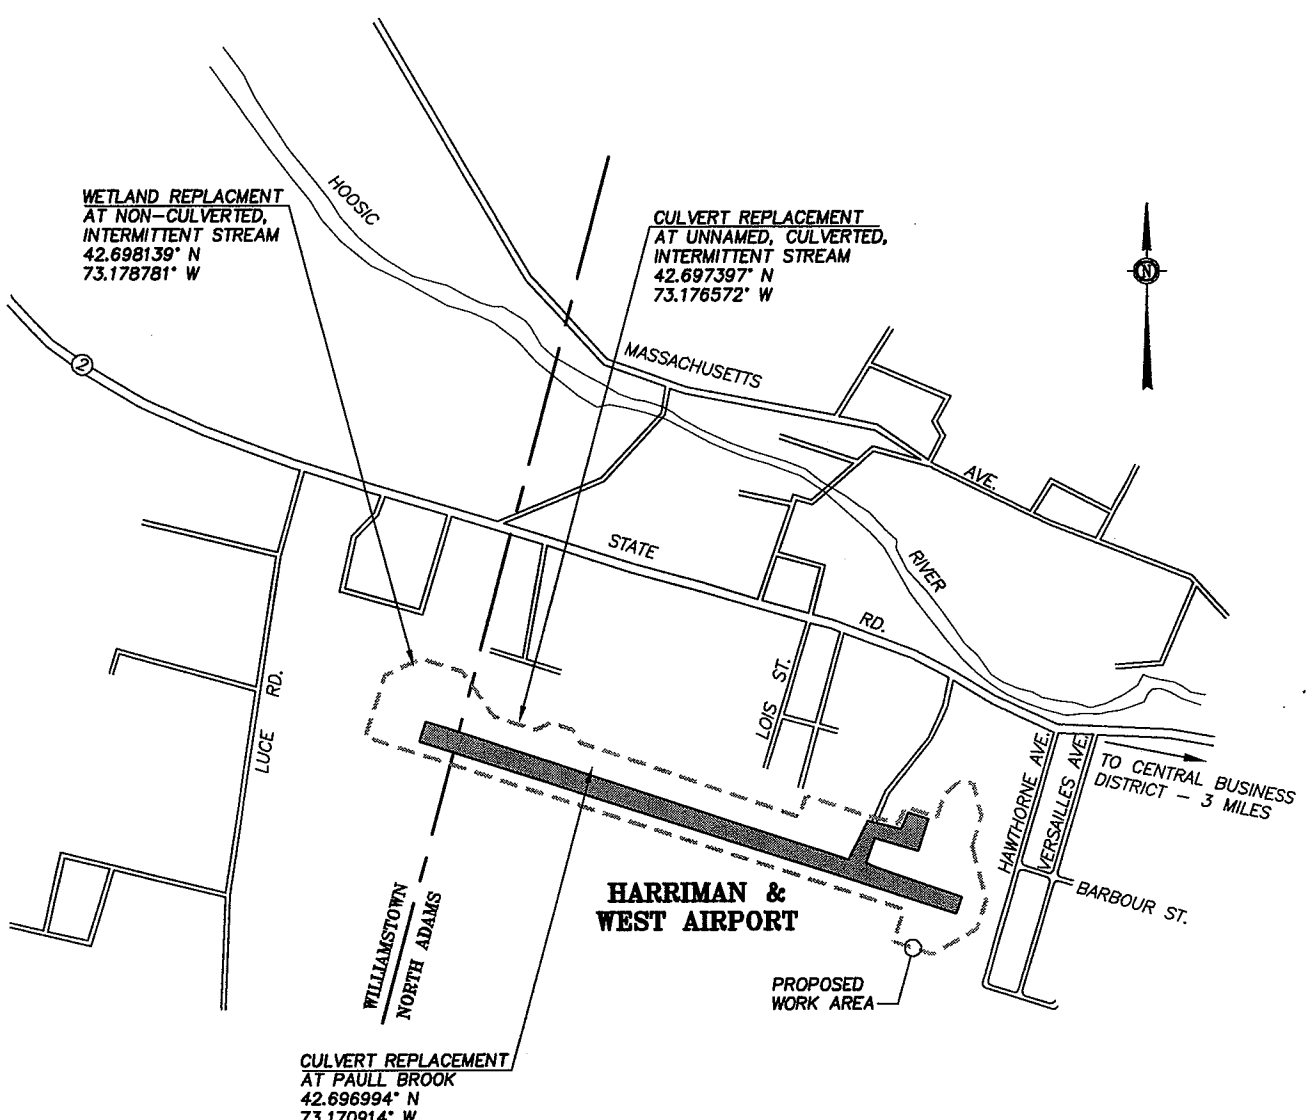 HOOSIC
WETLAND REPLACMENT
AT NON-CULVERTED,
INTERMITTENT STREAM
42.698139° N
73.178781° W
CULVERT REPLACEMENT
AT UNNAMED, CULVERTED,
INTERMITTENT STREAM
42.697397° N
73.176572° W
N
2
MASSACHUSETTS
AVE.
STATE
RD.
RIVER
LUCE RD.
LOIS ST.
HAWTHORNE AVE.
VERSAILLES AVE.
TO CENTRAL BUSINESS
DISTRICT - 3 MILES
BARBOUR ST.
HARRIMAN &
WEST AIRPORT
WILLIAMSTOWN
NORTH ADAMS
PROPOSED
WORK AREA
CULVERT REPLACEMENT
AT PAULL BROOK
42.696994° N
73.170914° W